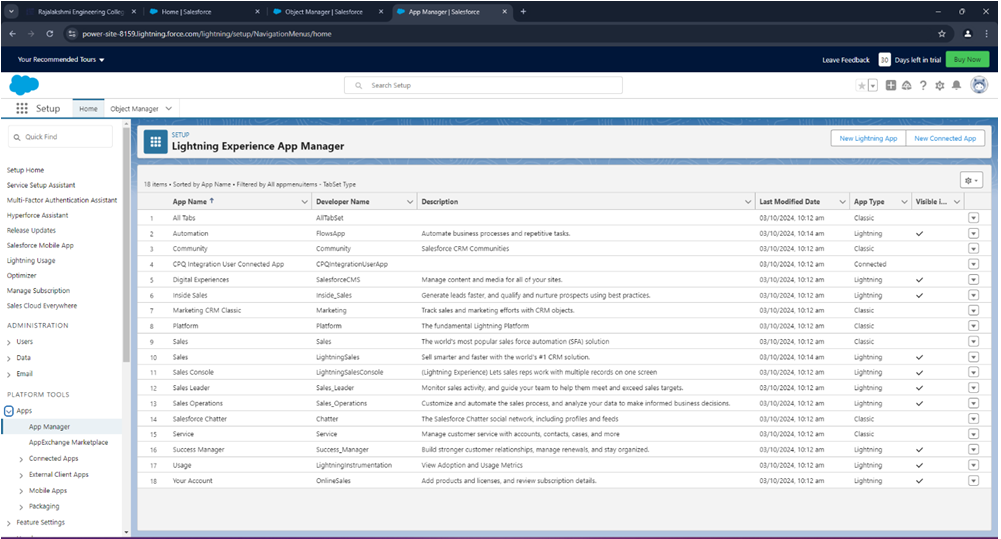 Rajalakshmi Engineering Colleg
Home | Salesforce
Object Manager | Salesforce
App Manager | Salesforce
power-site-8159.lightning.force.com/lightning/setup/NavigationMenus/home
Your Recommended Tours
Leave Feedback 30 Days left in trial Buy Now
Search Setup
Setup Home Object Manager
Quick Find
Setup Home
Service Setup Assistant
Multi-Factor Authentication Assistant
Hyperforce Assistant
Release Updates
Salesforce Mobile App
Lightning Usage
Optimizer
Manage Subscription
Sales Cloud Everywhere
ADMINISTRATION
Users
Data
Email
PLATFORM TOOLS
Apps
App Manager
AppExchange Marketplace
Connected Apps
External Client Apps
Mobile Apps
Packaging
Feature Settings
SETUP
Lightning Experience App Manager
New Lightning App New Connected App
18 items • Sorted by App Name • Filtered by All appmenuitems - TabSet Type
App Name ↑ Developer Name Description Last Modified Date App Type Visible i...
1 All Tabs AllTabSet 03/10/2024, 10:12 am Classic
2 Automation FlowsApp Automate business processes and repetitive tasks. 03/10/2024, 10:14 am Lightning ✓
3 Community Community Salesforce CRM Communities 03/10/2024, 10:12 am Classic
4 CPQ Integration User Connected App CPQIntegrationUserApp 03/10/2024, 10:12 am Connected
5 Digital Experiences SalesforceCMS Manage content and media for all of your sites. 03/10/2024, 10:12 am Lightning ✓
6 Inside Sales Inside_Sales Generate leads faster, and qualify and nurture prospects using best practices. 03/10/2024, 10:12 am Lightning ✓
7 Marketing CRM Classic Marketing Track sales and marketing efforts with CRM objects. 03/10/2024, 10:12 am Classic
8 Platform Platform The fundamental Lightning Platform 03/10/2024, 10:12 am Classic
9 Sales Sales The world's most popular sales force automation (SFA) solution 03/10/2024, 10:12 am Classic
10 Sales LightningSales Sell smarter and faster with the world's #1 CRM solution. 03/10/2024, 10:14 am Lightning ✓
11 Sales Console LightningSalesConsole (Lightning Experience) Lets sales reps work with multiple records on one screen 03/10/2024, 10:12 am Lightning ✓
12 Sales Leader Sales_Leader Monitor sales activity, and guide your team to help them meet and exceed sales targets. 03/10/2024, 10:12 am Lightning ✓
13 Sales Operations Sales_Operations Customize and automate the sales process, and analyze your data to make informed business decisions. 03/10/2024, 10:12 am Lightning ✓
14 Salesforce Chatter Chatter The Salesforce Chatter social network, including profiles and feeds 03/10/2024, 10:12 am Classic
15 Service Service Manage customer service with accounts, contacts, cases, and more 03/10/2024, 10:12 am Classic
16 Success Manager Success_Manager Build stronger customer relationships, manage renewals, and stay organized. 03/10/2024, 10:12 am Lightning ✓
17 Usage LightningInstrumentation View Adoption and Usage Metrics 03/10/2024, 10:12 am Lightning ✓
18 Your Account OnlineSales Add products and licenses, and review subscription details. 03/10/2024, 10:12 am Lightning ✓